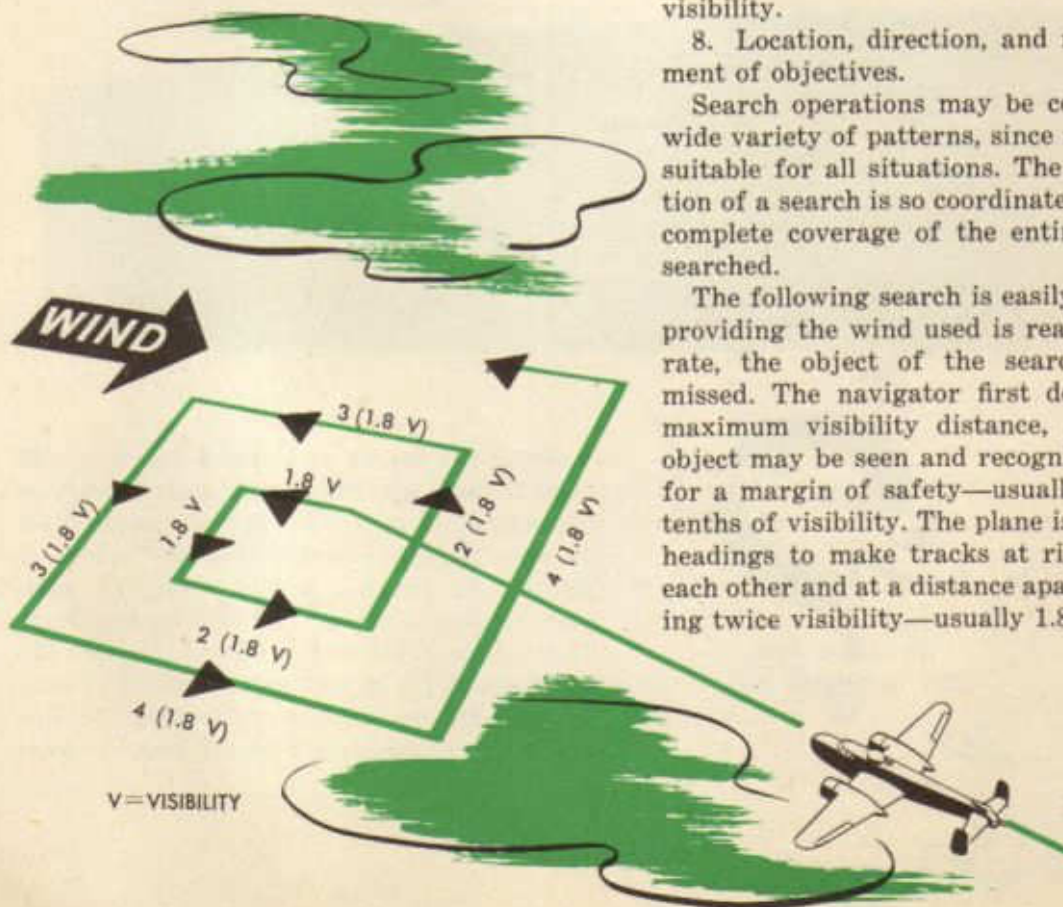 visibility.
8. Location, direction, and
ment of objectives.
Search operations may be
wide variety of patterns, since
suitable for all situations. The
tion of a search is so coordinate
complete coverage of the entir
searched.
The following search is easily
providing the wind used is rea
rate, the object of the sear
missed. The navigator first de
maximum visibility distance,
object may be seen and recogn
for a margin of safety—usuall
tenths of visibility. The plane is
headings to make tracks at ri
each other and at a distance apa
ing twice visibility—usually 1.8
WIND
3 (1.8 V)
1.8 V
3 (1.8 V)
1.8 V
2 (1.8 V)
4 (1.8 V)
2 (1.8 V)
4 (1.8 V)
V=VISIBILITY